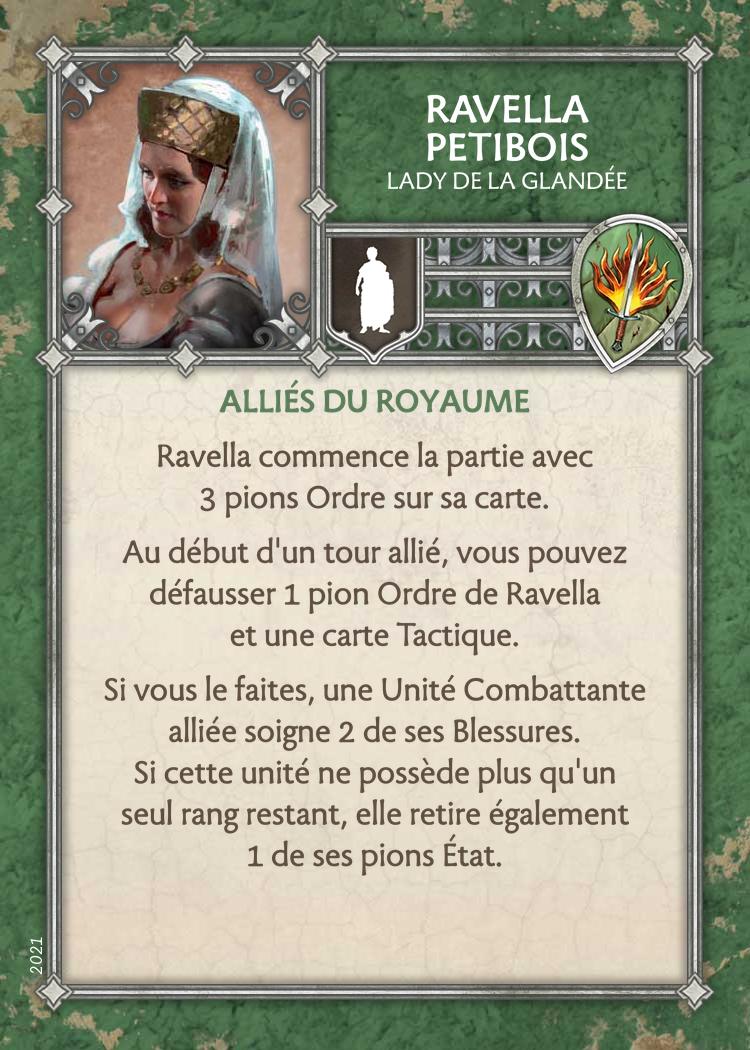 RAVELLA
PETIBOIS
LADY DE LA GLANDÉE
ALLIÉS DU ROYAUME
Ravella commence la partie avec
3 pions Ordre sur sa carte.
Au début d'un tour allié, vous pouvez
défausser 1 pion Ordre de Ravella
et une carte Tactique.
Si vous le faites, une Unité Combattante
alliée soigne 2 de ses Blessures.
Si cette unité ne possède plus qu'un
seul rang restant, elle retire également
1 de ses pions État.
2021